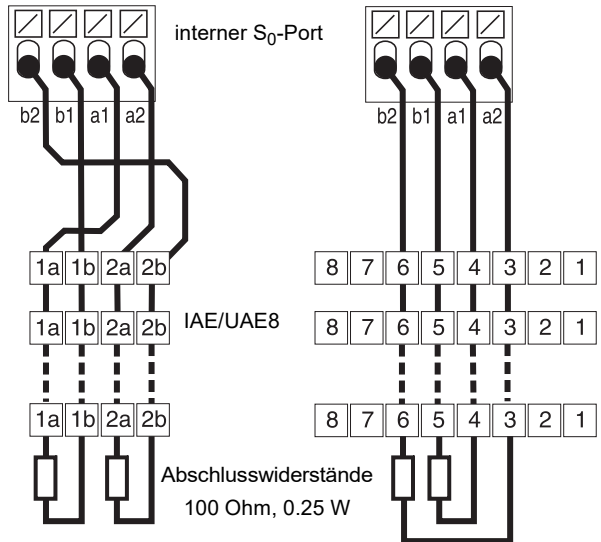 interner S₀-Port
b2 b1 a1 a2
b2 b1 a1 a2
1a 1b 2a 2b
8 7 6 5 4 3 2 1
1a 1b 2a 2b
IAE/UAE8
8 7 6 5 4 3 2 1
1a 1b 2a 2b
8 7 6 5 4 3 2 1
Abschlusswiderstände
100 Ohm, 0.25 W